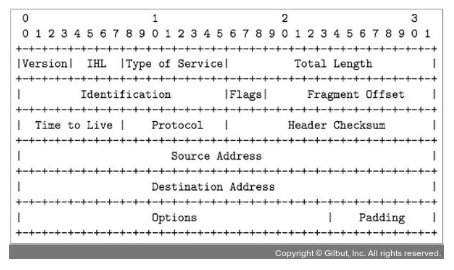 0 1 2 3
0 1 2 3 4 5 6 7 8 9 0 1 2 3 4 5 6 7 8 9 0 1 2 3 4 5 6 7 8 9 0 1
+-+-+-+-+-+-+-+-+-+-+-+-+-+-+-+-+-+-+-+-+-+-+-+-+-+-+-+-+-+-+-+-+
|Version| IHL |Type of Service| Total Length |
+-+-+-+-+-+-+-+-+-+-+-+-+-+-+-+-+-+-+-+-+-+-+-+-+-+-+-+-+-+-+-+-+
| Identification |Flags| Fragment Offset |
+-+-+-+-+-+-+-+-+-+-+-+-+-+-+-+-+-+-+-+-+-+-+-+-+-+-+-+-+-+-+-+-+
| Time to Live | Protocol | Header Checksum |
+-+-+-+-+-+-+-+-+-+-+-+-+-+-+-+-+-+-+-+-+-+-+-+-+-+-+-+-+-+-+-+-+
| Source Address |
+-+-+-+-+-+-+-+-+-+-+-+-+-+-+-+-+-+-+-+-+-+-+-+-+-+-+-+-+-+-+-+-+
| Destination Address |
+-+-+-+-+-+-+-+-+-+-+-+-+-+-+-+-+-+-+-+-+-+-+-+-+-+-+-+-+-+-+-+-+
| Options | Padding |
+-+-+-+-+-+-+-+-+-+-+-+-+-+-+-+-+-+-+-+-+-+-+-+-+-+-+-+-+-+-+-+-+
Copyright © Gilbut, Inc. All rights reserved.